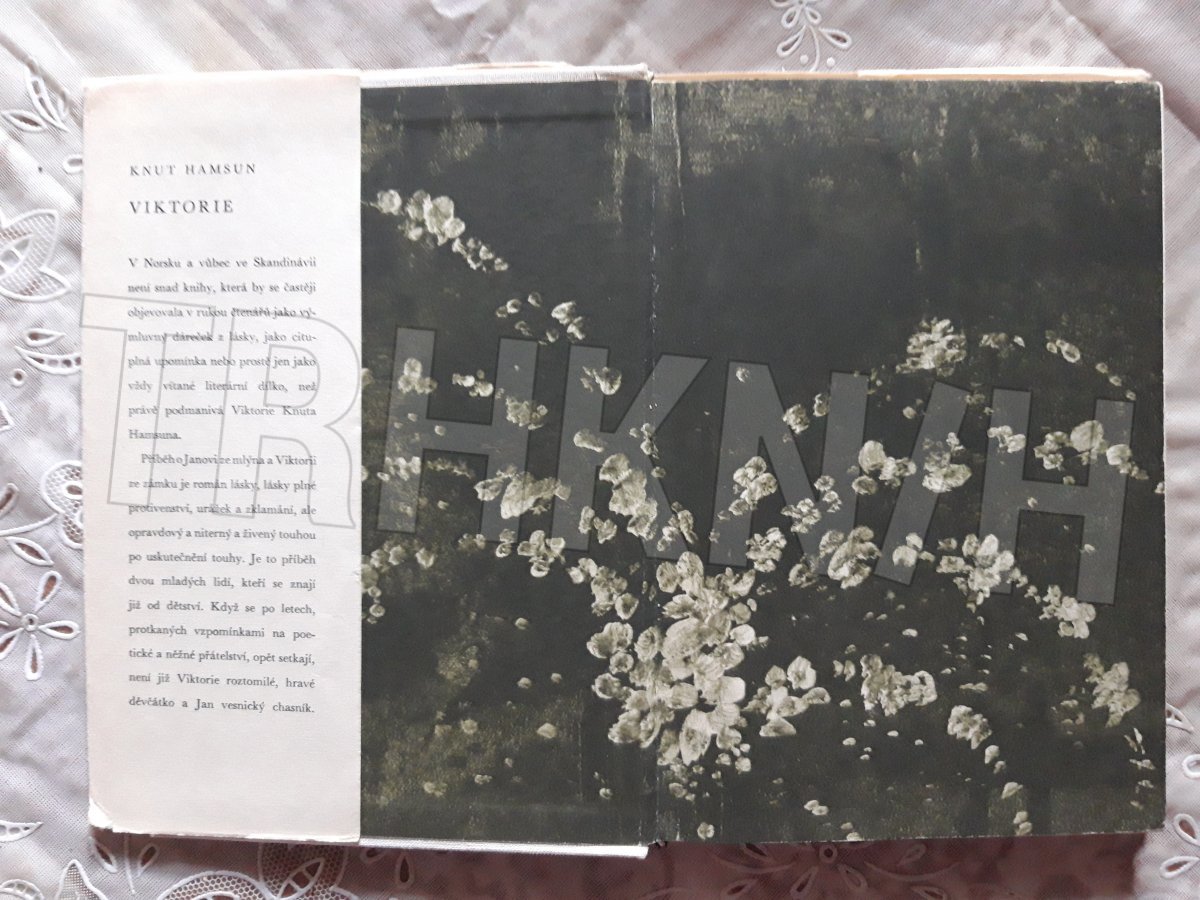 KNUT HAMSUN
VIKTORIE
V Norsku a vůbec ve Skandinávii
není snad knihy, která by se častěji
objevovala v rukou čtenářů jako vý-
mluvný dáreček z lásky, jako citu-
plná upomínka nebo prostě jen jako
vždy vítané literární dílko, než
právě podmanivá Viktorie Knuta
Hamsuna.
Příběh o Janovi ze mlýna a Viktorii
ze zámku je román lásky, lásky plné
protivenství, urážek a zklamání, ale
opravdový a niterný a živený touhou
po uskutečnění touhy. Je to příběh
dvou mladých lidí, kteří se znají
již od dětství. Když se po letech,
protkaných vzpomínkami na poe-
tické a něžné přátelství, opět setkají,
není již Viktorie roztomilé, hravé
děvčátko a Jan vesnický chasník.
TRHKNIH